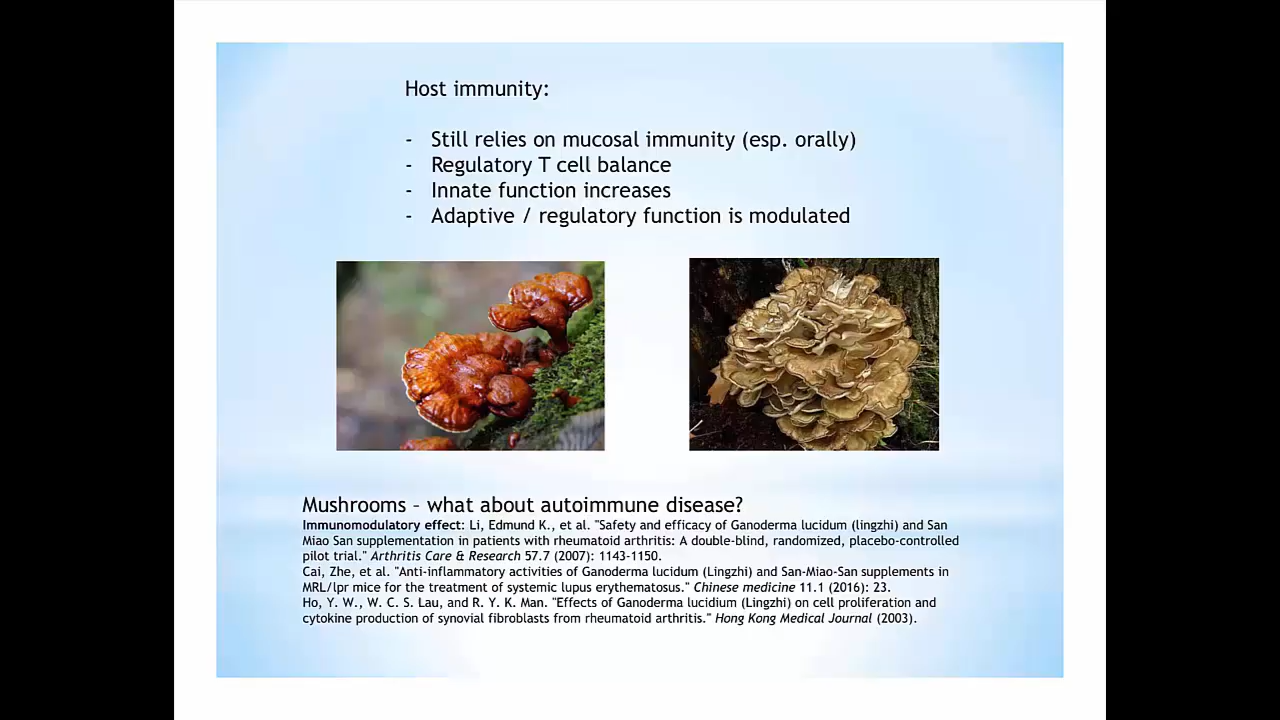 Host immunity:
- Still relies on mucosal immunity (esp. orally)
- Regulatory T cell balance
- Innate function increases
- Adaptive / regulatory function is modulated
Mushrooms – what about autoimmune disease?
Immunomodulatory effect: Li, Edmund K., et al. "Safety and efficacy of Ganoderma lucidum (lingzhi) and San
Miao San supplementation in patients with rheumatoid arthritis: A double-blind, randomized, placebo-controlled
pilot trial." Arthritis Care & Research 57.7 (2007): 1143-1150.
Cai, Zhe, et al. "Anti-inflammatory activities of Ganoderma lucidum (Lingzhi) and San-Miao-San supplements in
MRL/lpr mice for the treatment of systemic lupus erythematosus." Chinese medicine 11.1 (2016): 23.
Ho, Y. W., W. C. S. Lau, and R. Y. K. Man. "Effects of Ganoderma lucidium (Lingzhi) on cell proliferation and
cytokine production of synovial fibroblasts from rheumatoid arthritis." Hong Kong Medical Journal (2003).